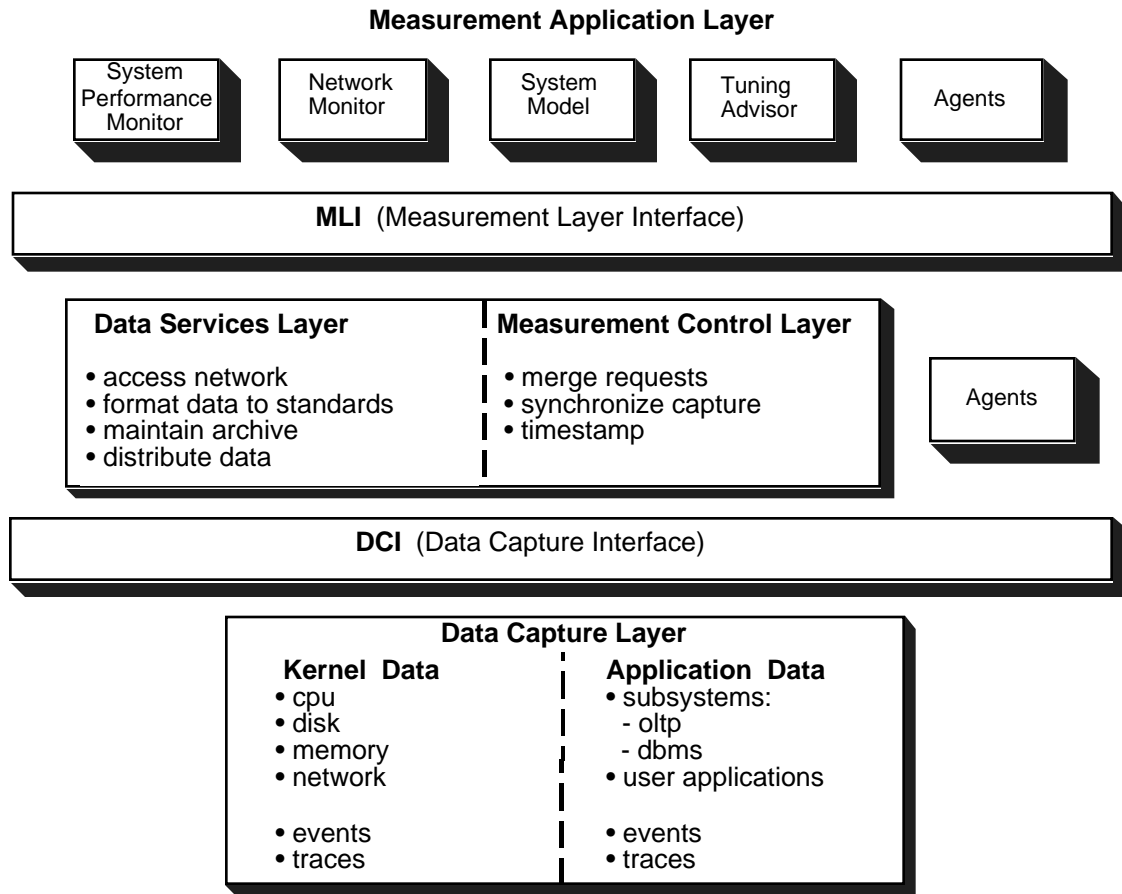 Measurement Application Layer
System
Performance
Monitor
Network
Monitor
System
Model
Tuning
Advisor
Agents
MLI (Measurement Layer Interface)
Data Services Layer
• access network
• format data to standards
• maintain archive
• distribute data
Measurement Control Layer
• merge requests
• synchronize capture
• timestamp
Agents
DCI (Data Capture Interface)
Data Capture Layer
Kernel Data
• cpu
• disk
• memory
• network
• events
• traces
Application Data
• subsystems:
- oltp
- dbms
• user applications
• events
• traces